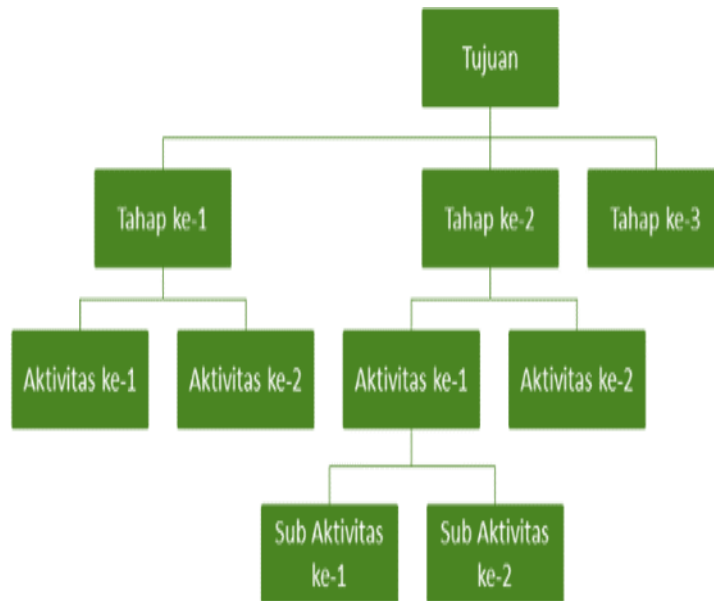 Tujuan
Tahap ke-1
Tahap ke-2
Tahap ke-3
Aktivitas ke-1
Aktivitas ke-2
Aktivitas ke-1
Aktivitas ke-2
Sub Aktivitas
ke-1
Sub Aktivitas
ke-2